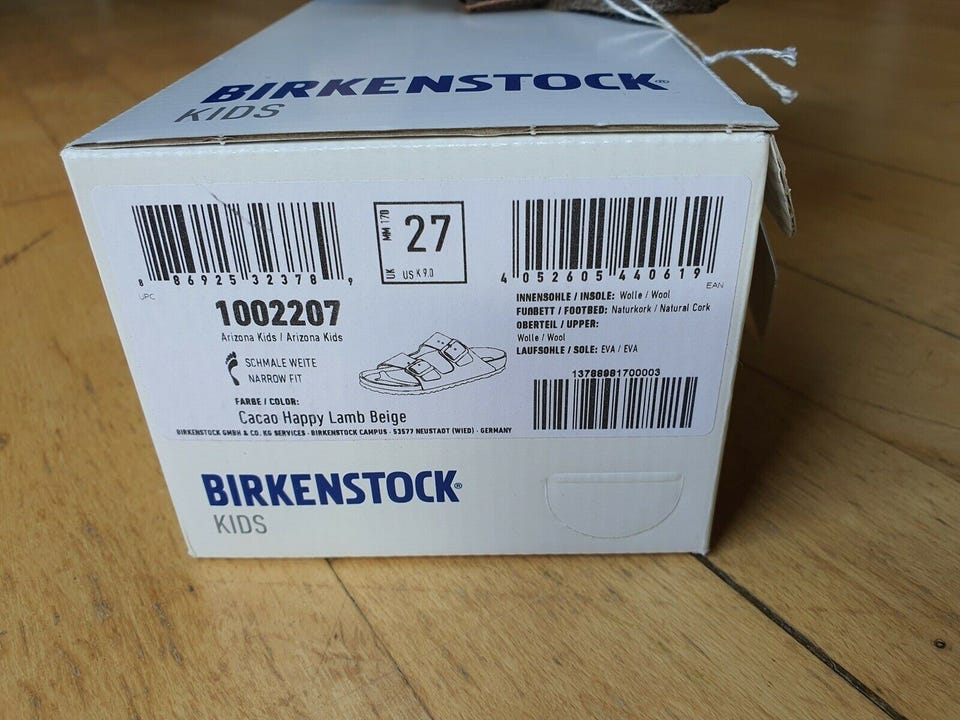 BIRKENSTOCK®
KIDS
8 86925 32378 9
UPC
MM 170
27
UK
US K 9.0
4 052605 440619
EAN
1002207
Arizona Kids / Arizona Kids
SCHMALE WEITE
NARROW FIT
FARBE / COLOR:
Cacao Happy Lamb Beige
INNENSOHLE / INSOLE: Wolle / Wool
FUẞBETT / FOOTBED: Naturkork / Natural Cork
OBERTEIL / UPPER:
Wolle / Wool
LAUFSOHLE / SOLE: EVA / EVA
13788981700003
BIRKENSTOCK GMBH & CO. KG SERVICES · BIRKENSTOCK CAMPUS · 53577 NEUSTADT (WIED) · GERMANY
BIRKENSTOCK®
KIDS